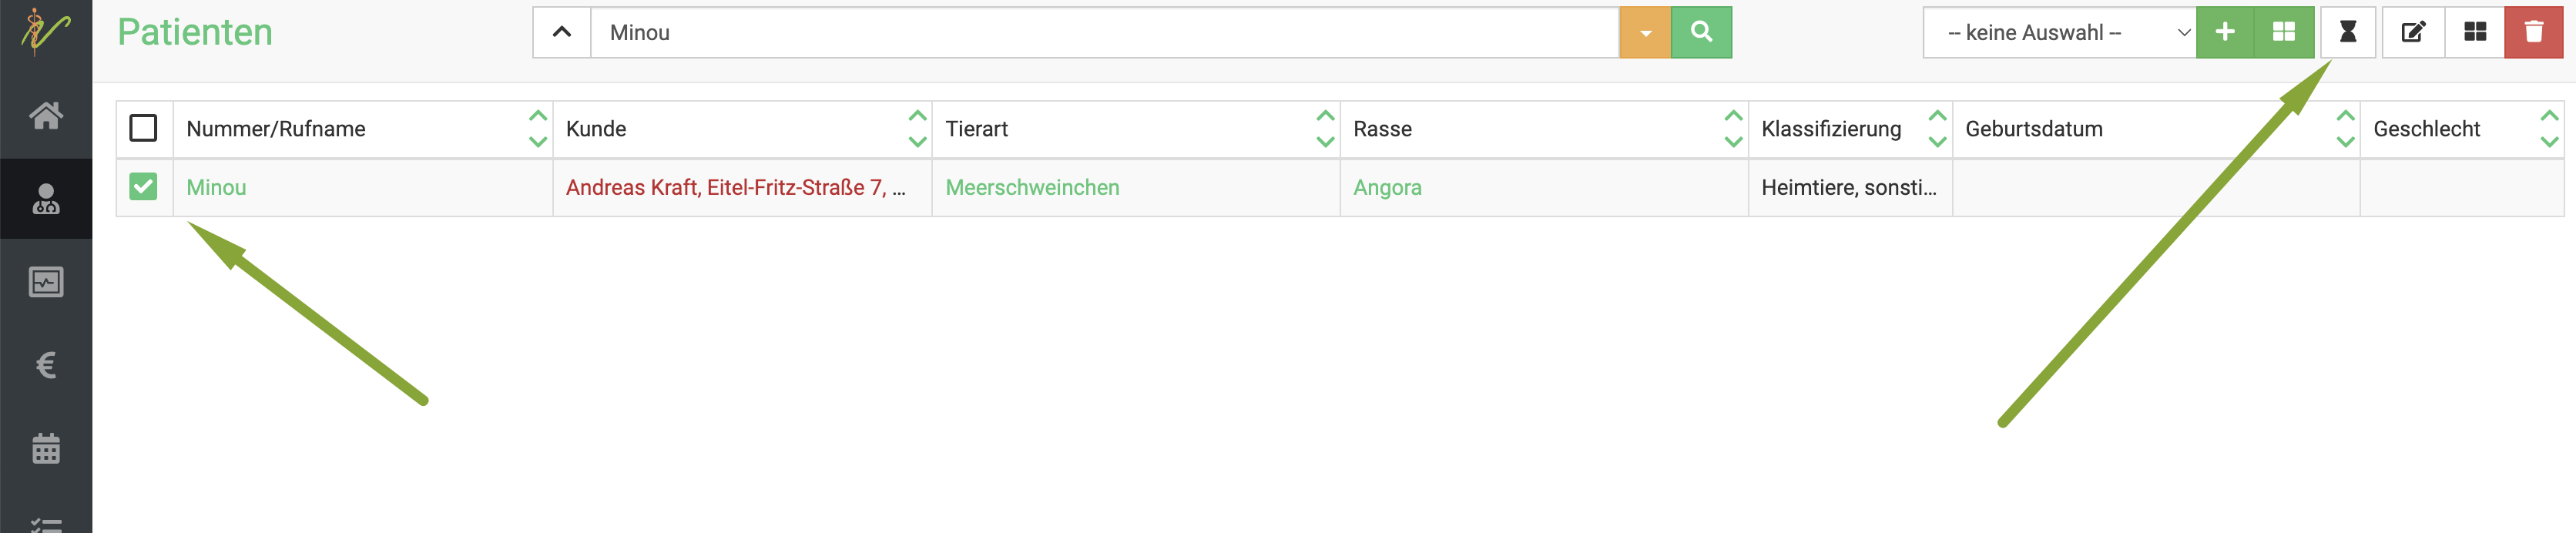 Patienten
Minou
-- keine Auswahl --
Nummer/Rufname Kunde Tierart Rasse Klassifizierung Geburtsdatum Geschlecht
Minou Andreas Kraft, Eitel-Fritz-Straße 7, ... Meerschweinchen Angora Heimtiere, sonsti...